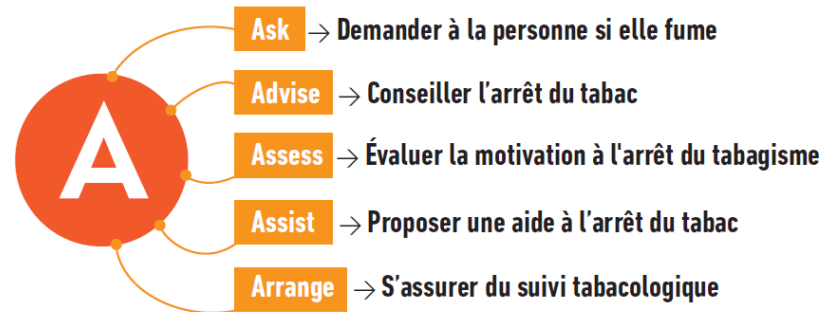 A
Ask → Demander à la personne si elle fume
Advise → Conseiller l’arrêt du tabac
Assess → Évaluer la motivation à l'arrêt du tabagisme
Assist → Proposer une aide à l’arrêt du tabac
Arrange → S’assurer du suivi tabacologique